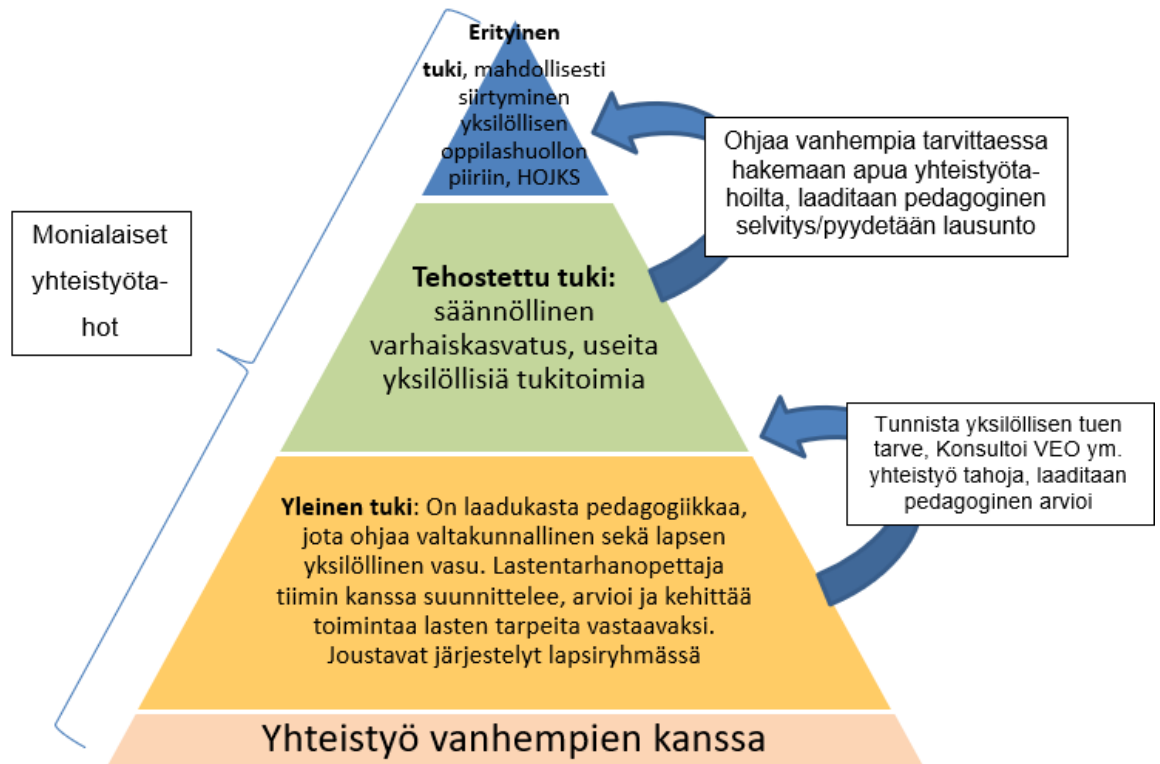 Erityinen
tuki, mahdollisesti
siirtyminen
yksilöllisen
oppilashuollon
piiriin, HOJKS
Ohjaa vanhempia tarvittaessa
hakemaan apua yhteistyöta-
hoilta, laaditaan pedagoginen
selvitys/pyydetään lausunto
Monialaiset
yhteistyöta-
hot
Tehostettu tuki:
säännöllinen
varhaiskasvatus, useita
yksilöllisiä tukitoimia
Tunnista yksilöllisen tuen
tarve, Konsultoi VEO ym.
yhteistyö tahoja, laaditaan
pedagoginen arvioi
Yleinen tuki: On laadukasta pedagogiikkaa,
jota ohjaa valtakunnallinen sekä lapsen
yksilöllinen vasu. Lastentarhanopettaja
tiimin kanssa suunnittelee, arvioi ja kehittää
toimintaa lasten tarpeita vastaavaksi.
Joustavat järjestelyt lapsiryhmässä
Yhteistyö vanhempien kanssa